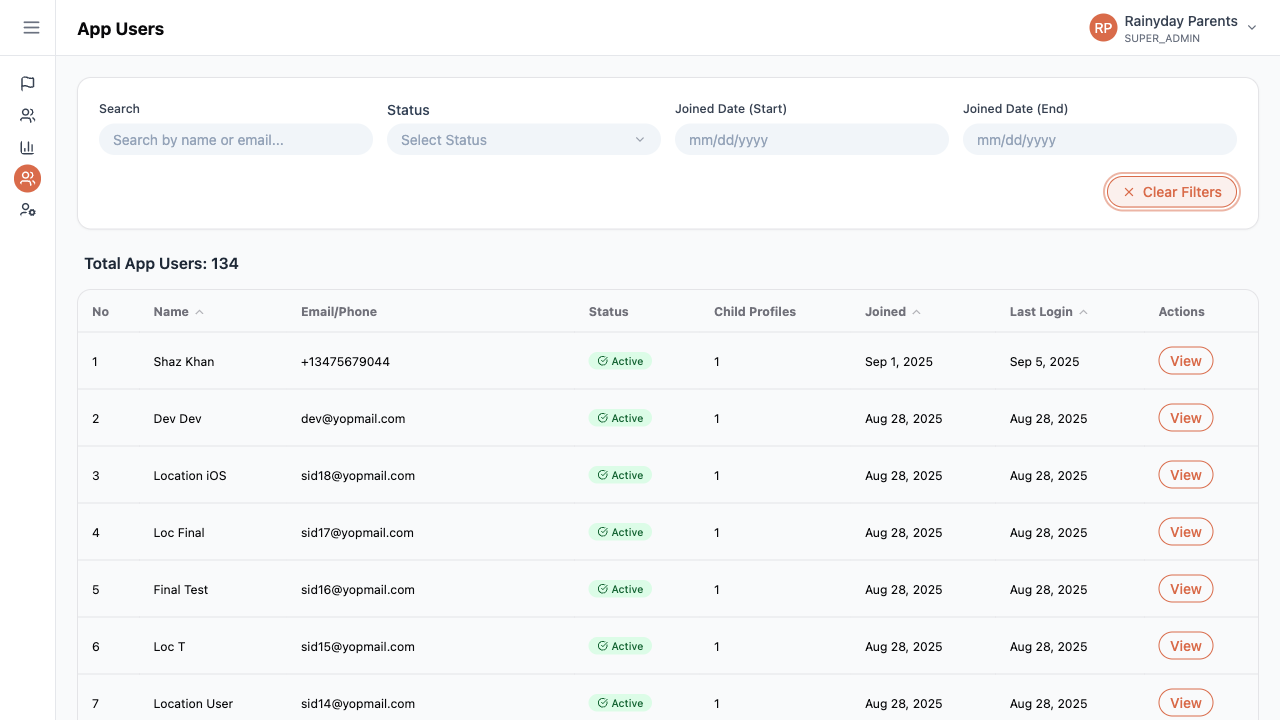 App Users
RP
Rainyday Parents
SUPER_ADMIN
Search
Status
Joined Date (Start)
Joined Date (End)
Search by name or email...
Select Status
mm/dd/yyyy
mm/dd/yyyy
Clear Filters
Total App Users: 134
No Name Email/Phone Status Child Profiles Joined Last Login Actions
1 Shaz Khan +13475679044 Active 1 Sep 1, 2025 Sep 5, 2025 View
2 Dev Dev dev@yopmail.com Active 1 Aug 28, 2025 Aug 28, 2025 View
3 Location iOS sid18@yopmail.com Active 1 Aug 28, 2025 Aug 28, 2025 View
4 Loc Final sid17@yopmail.com Active 1 Aug 28, 2025 Aug 28, 2025 View
5 Final Test sid16@yopmail.com Active 1 Aug 28, 2025 Aug 28, 2025 View
6 Loc T sid15@yopmail.com Active 1 Aug 28, 2025 Aug 28, 2025 View
7 Location User sid14@yopmail.com Active 1 Aug 28, 2025 Aug 28, 2025 View